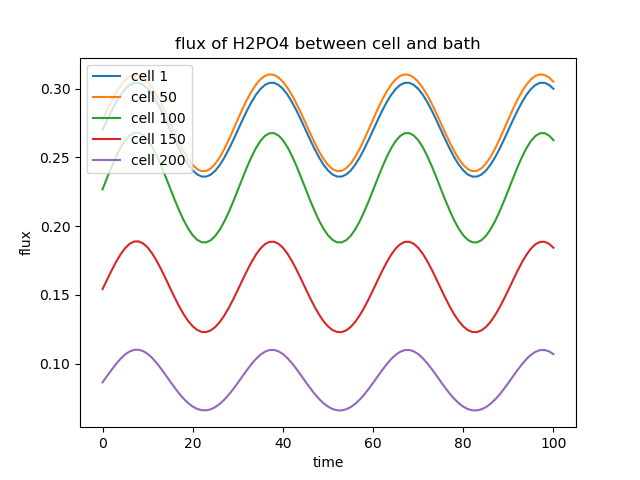 flux of H2PO4 between cell and bath
cell 1
cell 50
cell 100
cell 150
cell 200
0.30
0.25
0.20
0.15
0.10
flux
0 20 40 60 80 100
time